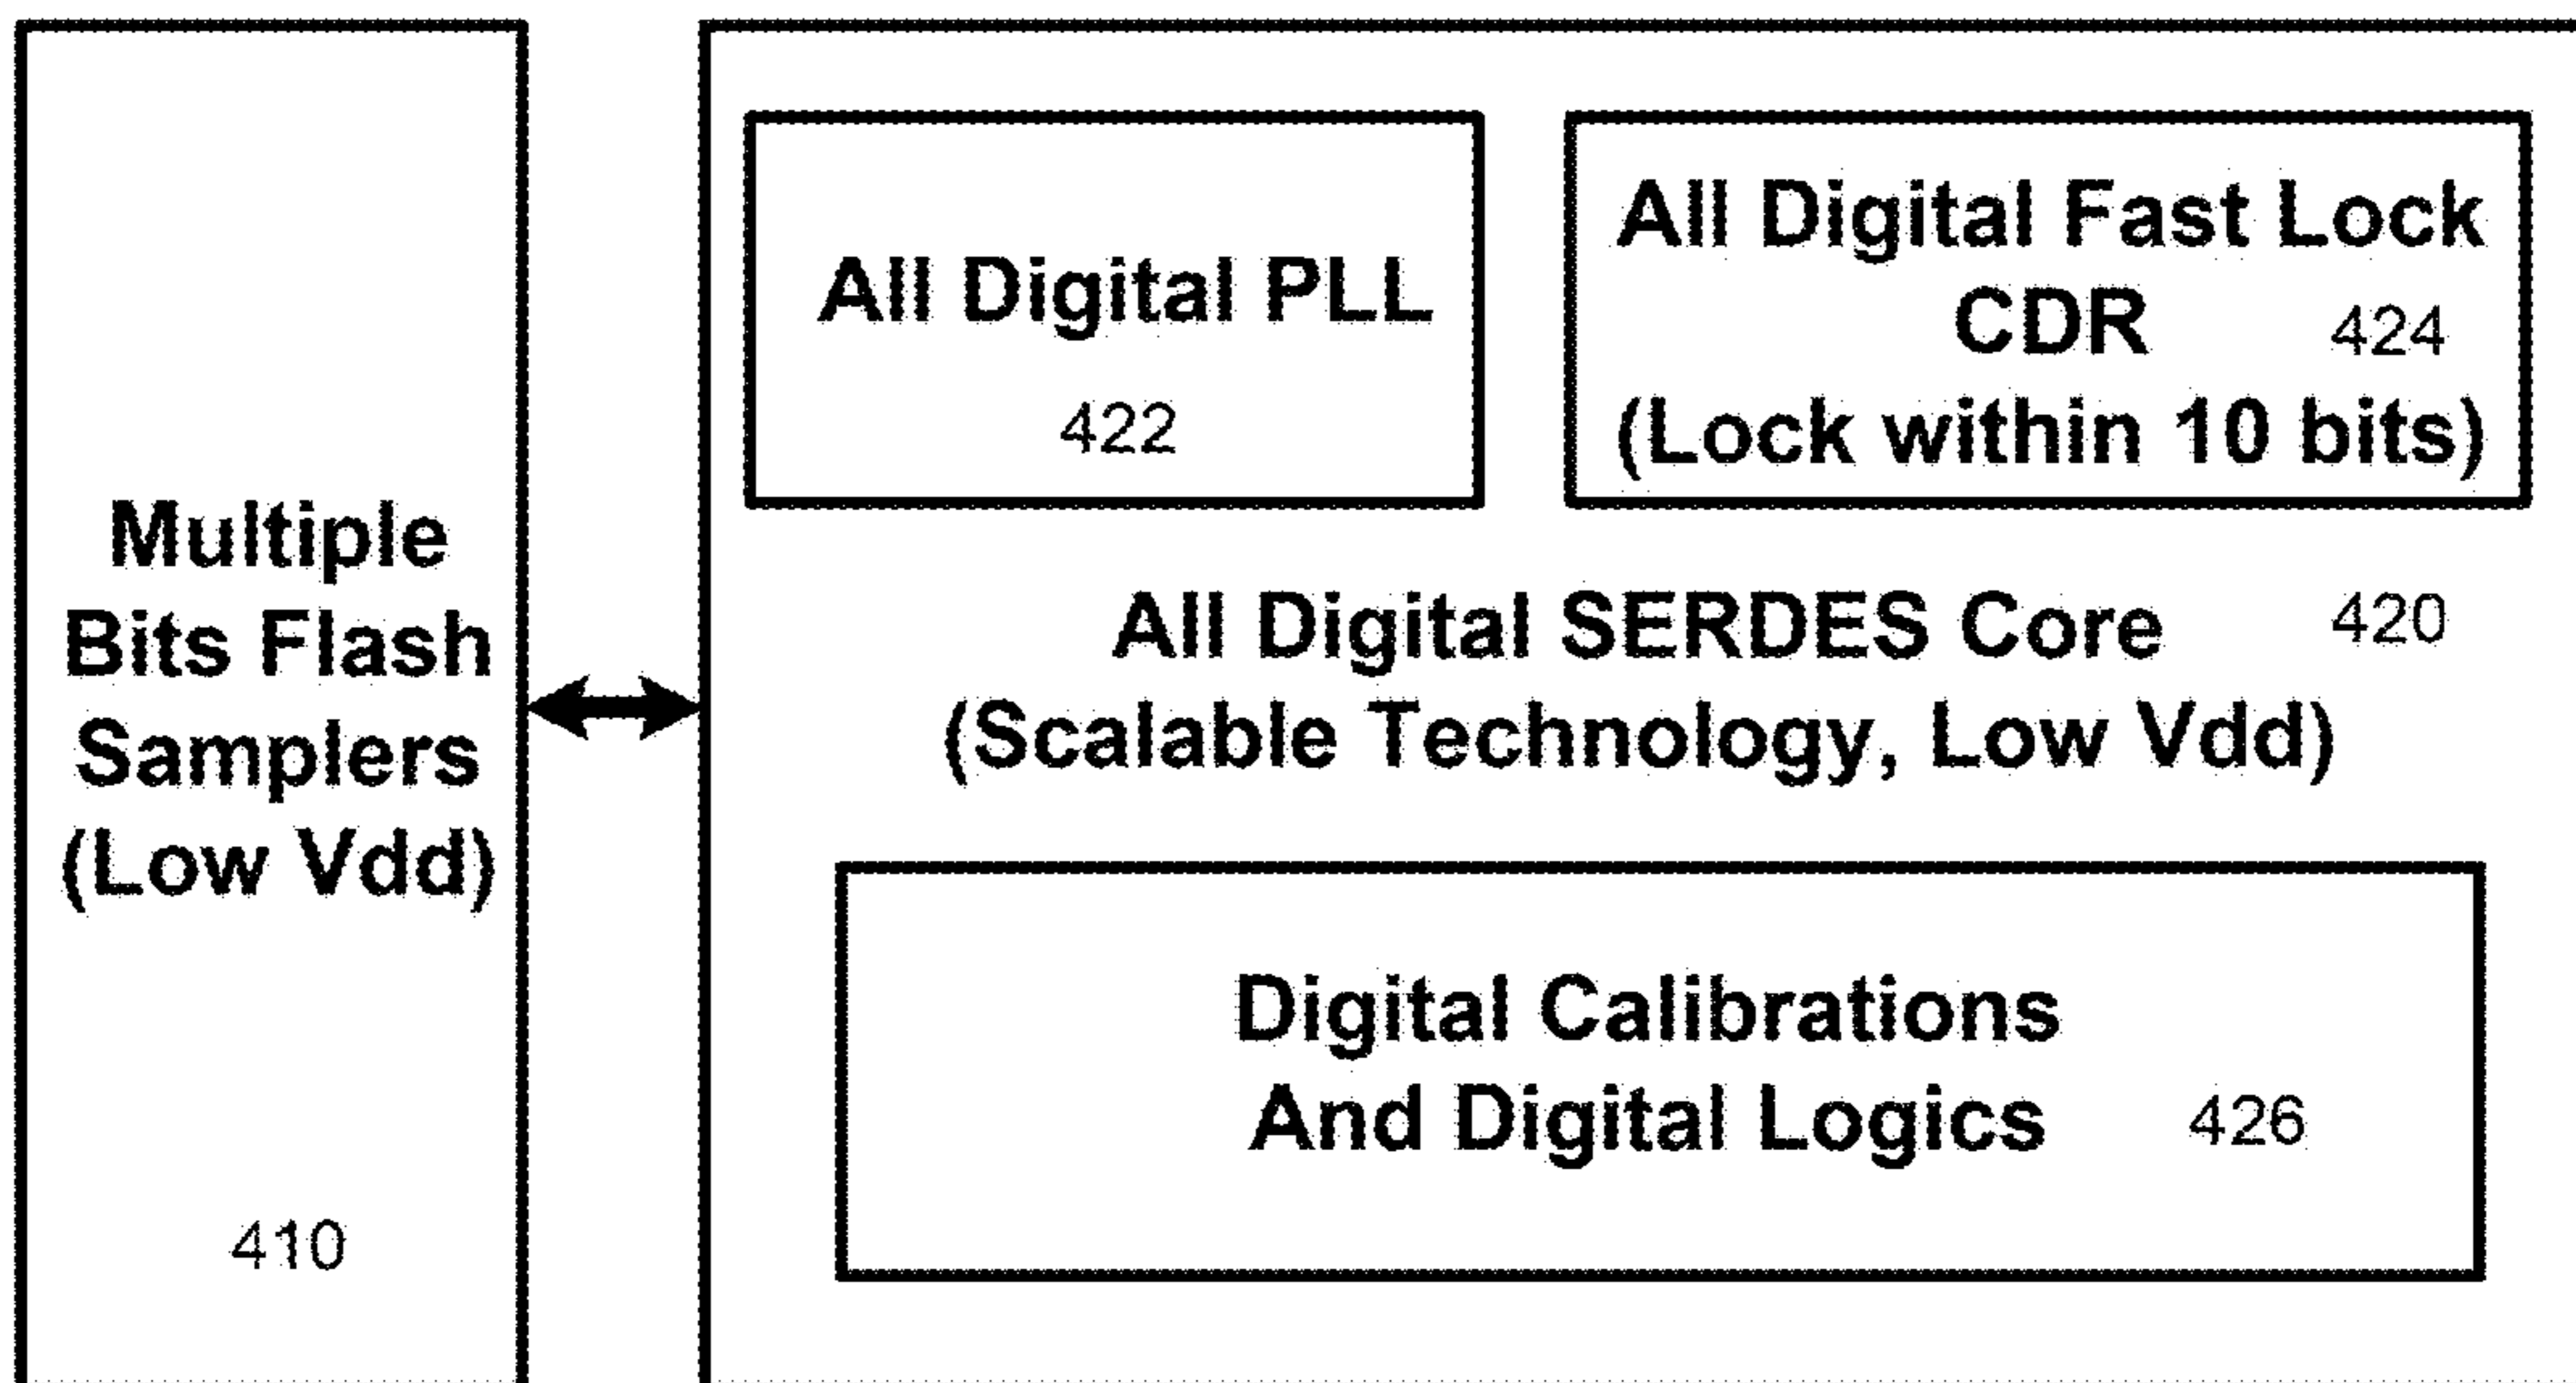 Multiple
Bits Flash
Samplers
(Low Vdd)
410
All Digital PLL
422
All Digital Fast Lock
CDR 424
(Lock within 10 bits)
All Digital SERDES Core 420
(Scalable Technology, Low Vdd)
Digital Calibrations
And Digital Logics 426